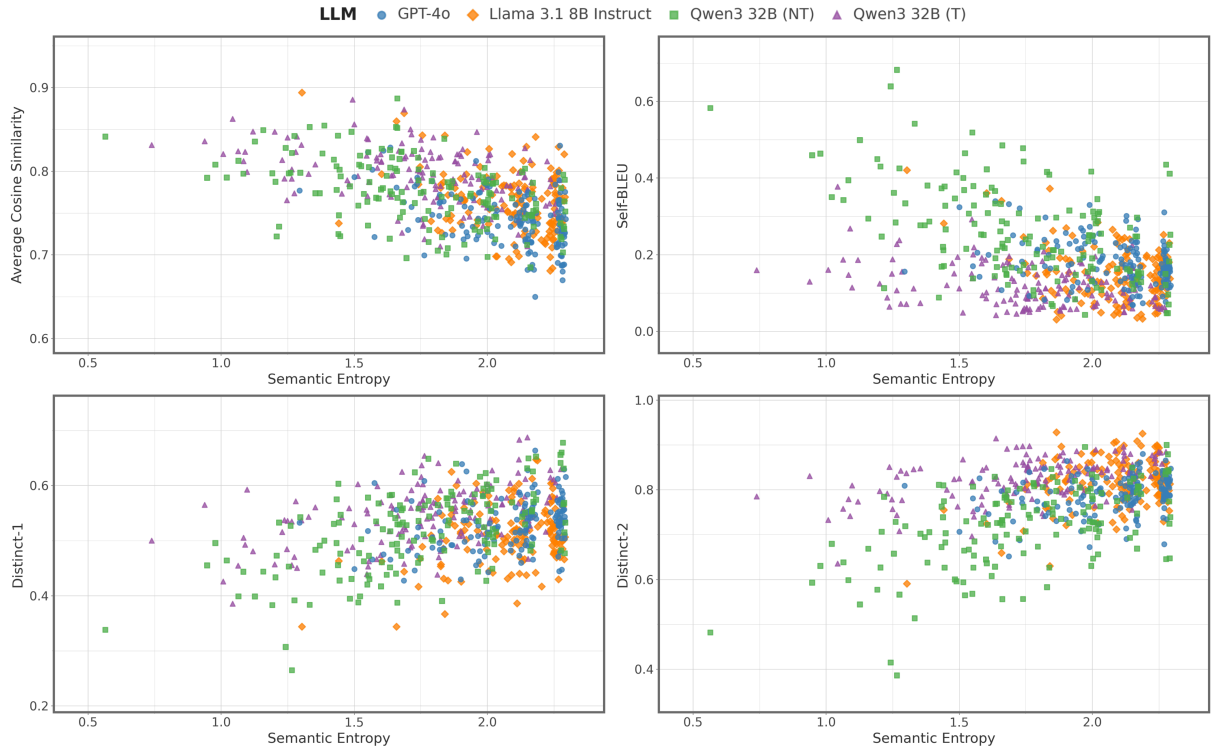 LLM GPT-4o Llama 3.1 8B Instruct Qwen3 32B (NT) Qwen3 32B (T)
Average Cosine Similarity
0.9
0.8
0.7
0.6
0.5 1.0 1.5 2.0
Semantic Entropy
Self-BLEU
0.6
0.4
0.2
0.0
0.5 1.0 1.5 2.0
Semantic Entropy
Distinct-1
0.6
0.4
0.2
0.5 1.0 1.5 2.0
Semantic Entropy
Distinct-2
1.0
0.8
0.6
0.4
0.5 1.0 1.5 2.0
Semantic Entropy